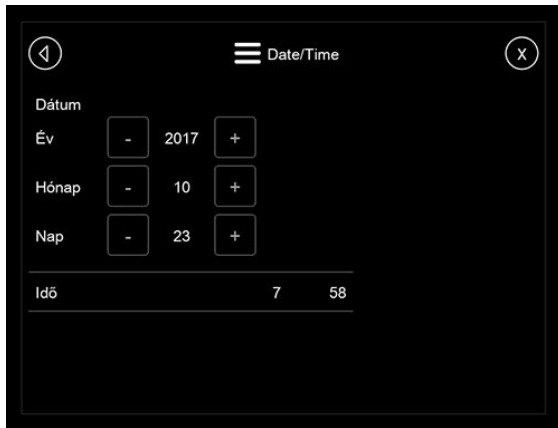 Date/Time
X
Dátum
Év - 2017 +
Hónap - 10 +
Nap - 23 +
Idő 7 58